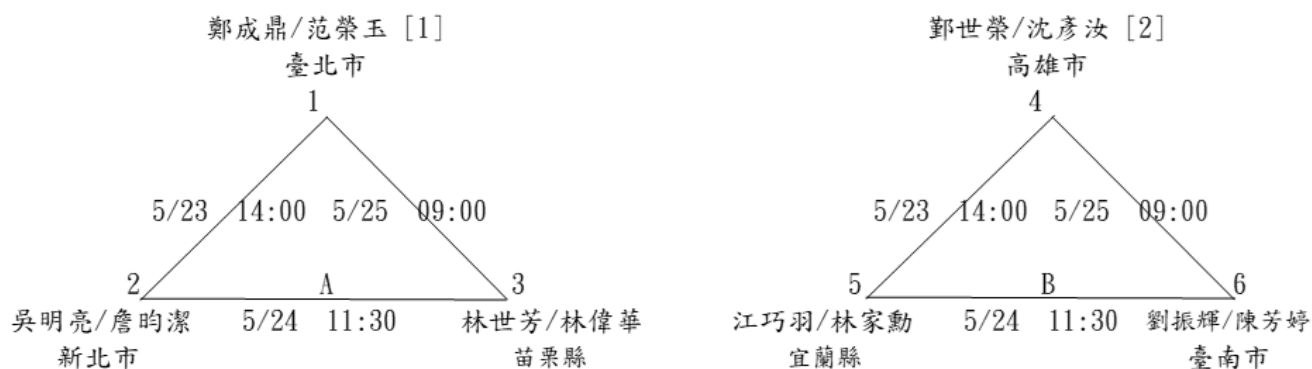 鄭成鼎/范榮玉 [1]
臺北市
1
5/23 14:00 5/25 09:00
2 A 3
吳明亮/詹昀潔 5/24 11:30 林世芳/林偉華
新北市 苗栗縣
鄞世榮/沈彥汝 [2]
高雄市
4
5/23 14:00 5/25 09:00
5 B 6
江巧羽/林家勳 5/24 11:30 劉振輝/陳芳婷
宜蘭縣 臺南市